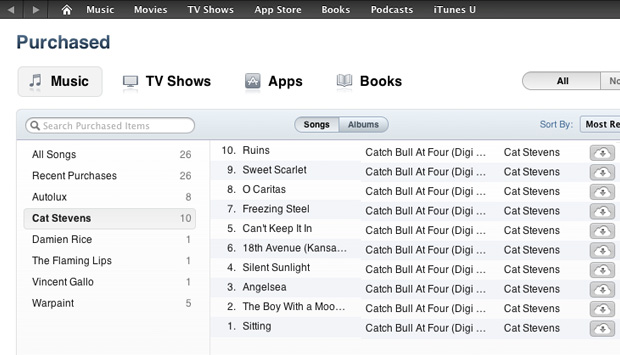 Music Movies TV Shows App Store Books Podcasts iTunes U
Purchased
Music TV Shows Apps Books All
Search Purchased Items Songs Albums Sort By: Most Re
All Songs 26
Recent Purchases 26
Autolux 8
Cat Stevens 10
Damien Rice 1
The Flaming Lips 1
Vincent Gallo 1
Warpaint 5
10. Ruins Catch Bull At Four (Digi ... Cat Stevens
9. Sweet Scarlet Catch Bull At Four (Digi ... Cat Stevens
8. O Caritas Catch Bull At Four (Digi ... Cat Stevens
7. Freezing Steel Catch Bull At Four (Digi ... Cat Stevens
5. Can't Keep It In Catch Bull At Four (Digi ... Cat Stevens
6. 18th Avenue (Kansa... Catch Bull At Four (Digi ... Cat Stevens
4. Silent Sunlight Catch Bull At Four (Digi ... Cat Stevens
3. Angelsea Catch Bull At Four (Digi ... Cat Stevens
2. The Boy With a Moo... Catch Bull At Four (Digi ... Cat Stevens
1. Sitting Catch Bull At Four (Digi ... Cat Stevens